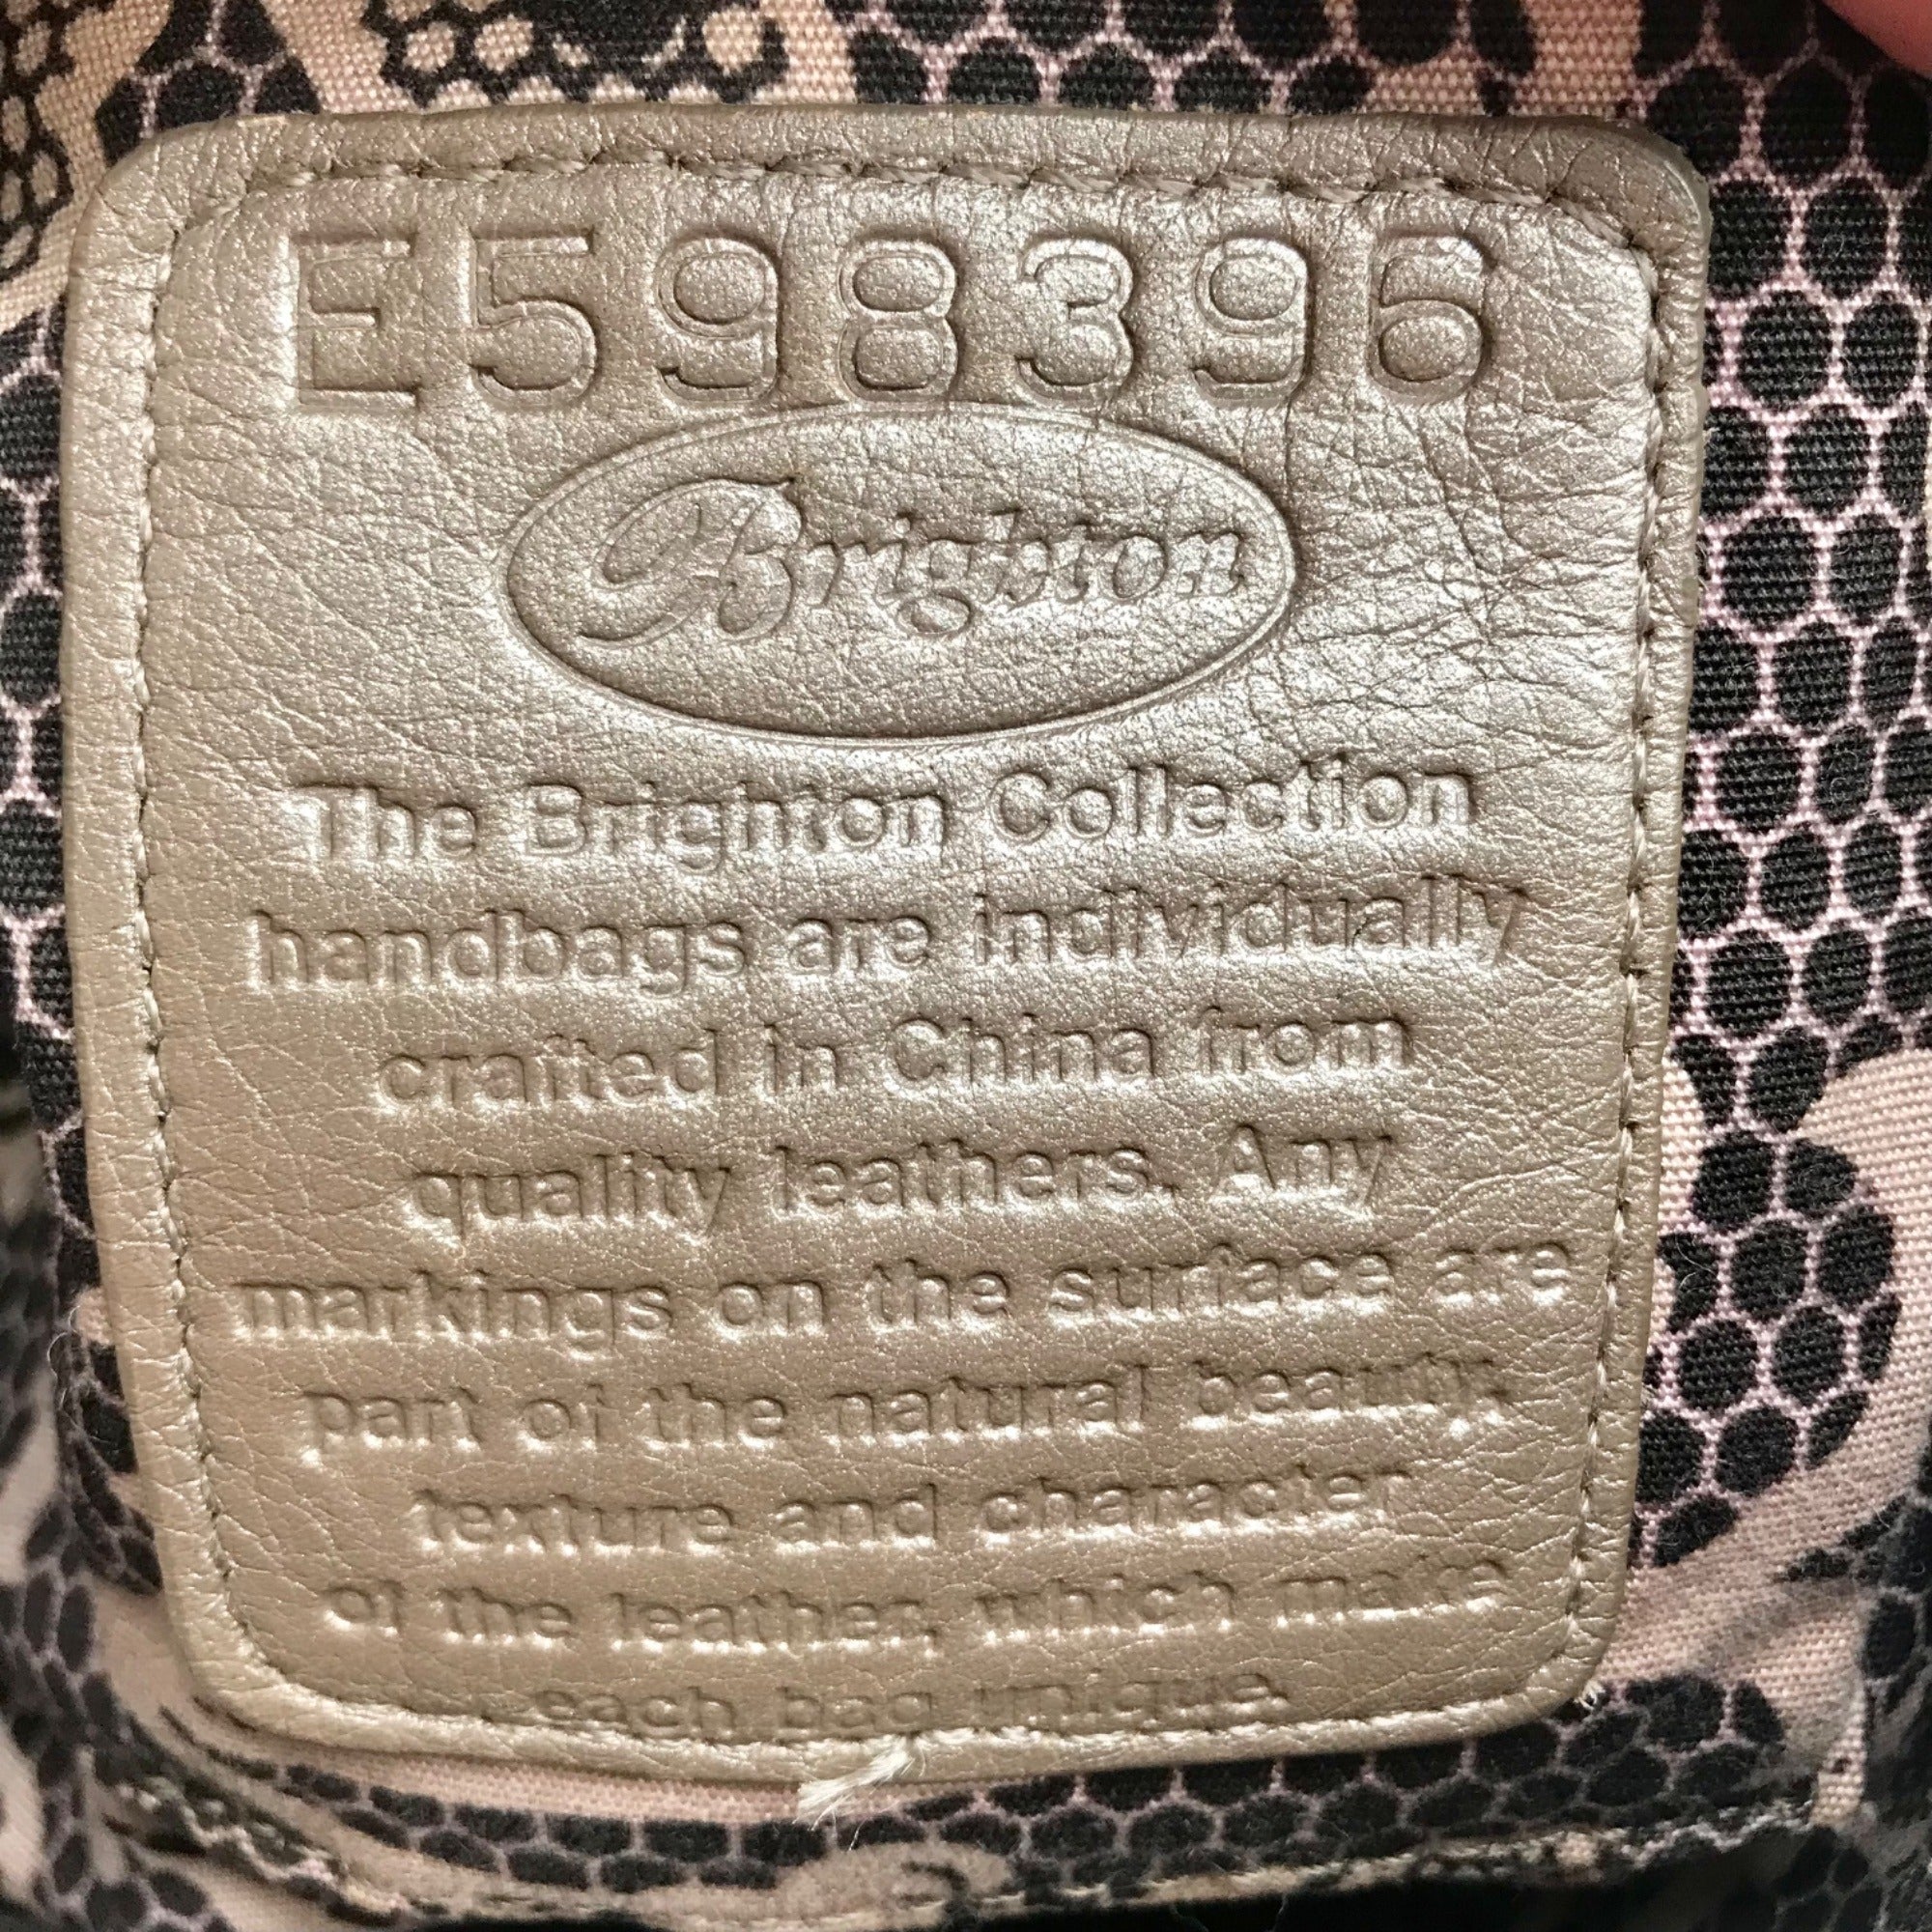 E598396
Brighton
The Brighton Collection
handbags are individually
crafted in China from
quality leathers. Any
markings on the surface are
part of the natural beauty,
texture and character
of the leather, which make
each bag unique.